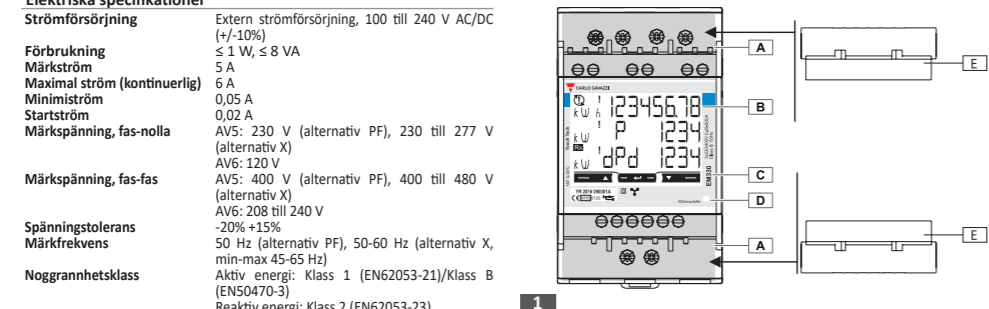 Elektriska specifikationer
Strömförsörjning Extern strömförsörjning, 100 till 240 V AC/DC
(+/-10%)
Förbrukning ≤ 1 W, ≤ 8 VA
Märkström 5 A
Maximal ström (kontinuerlig) 6 A
Minimiström 0,05 A
Startström 0,02 A
Märkspänning, fas-nolla AV5: 230 V (alternativ PF), 230 till 277 V
(alternativ X)
AV6: 120 V
Märkspänning, fas-fas AV5: 400 V (alternativ PF), 400 till 480 V
(alternativ X)
AV6: 208 till 240 V
Spänningstolerans -20% +15%
Märkfrekvens 50 Hz (alternativ PF), 50-60 Hz (alternativ X,
min-max 45-65 Hz)
Noggrannhetsklass Aktiv energi: Klass 1 (EN62053-21)/Klass B
(EN50470-3)
Reaktiv energi: Klass 2 (EN62053-23)
A
E
CARLO GAVAZZI
! 12345678
kW h
B
! P 1234
kW
! dPd 1234
kW
EM330
C
YR 2016 090001A
D
A
E
1